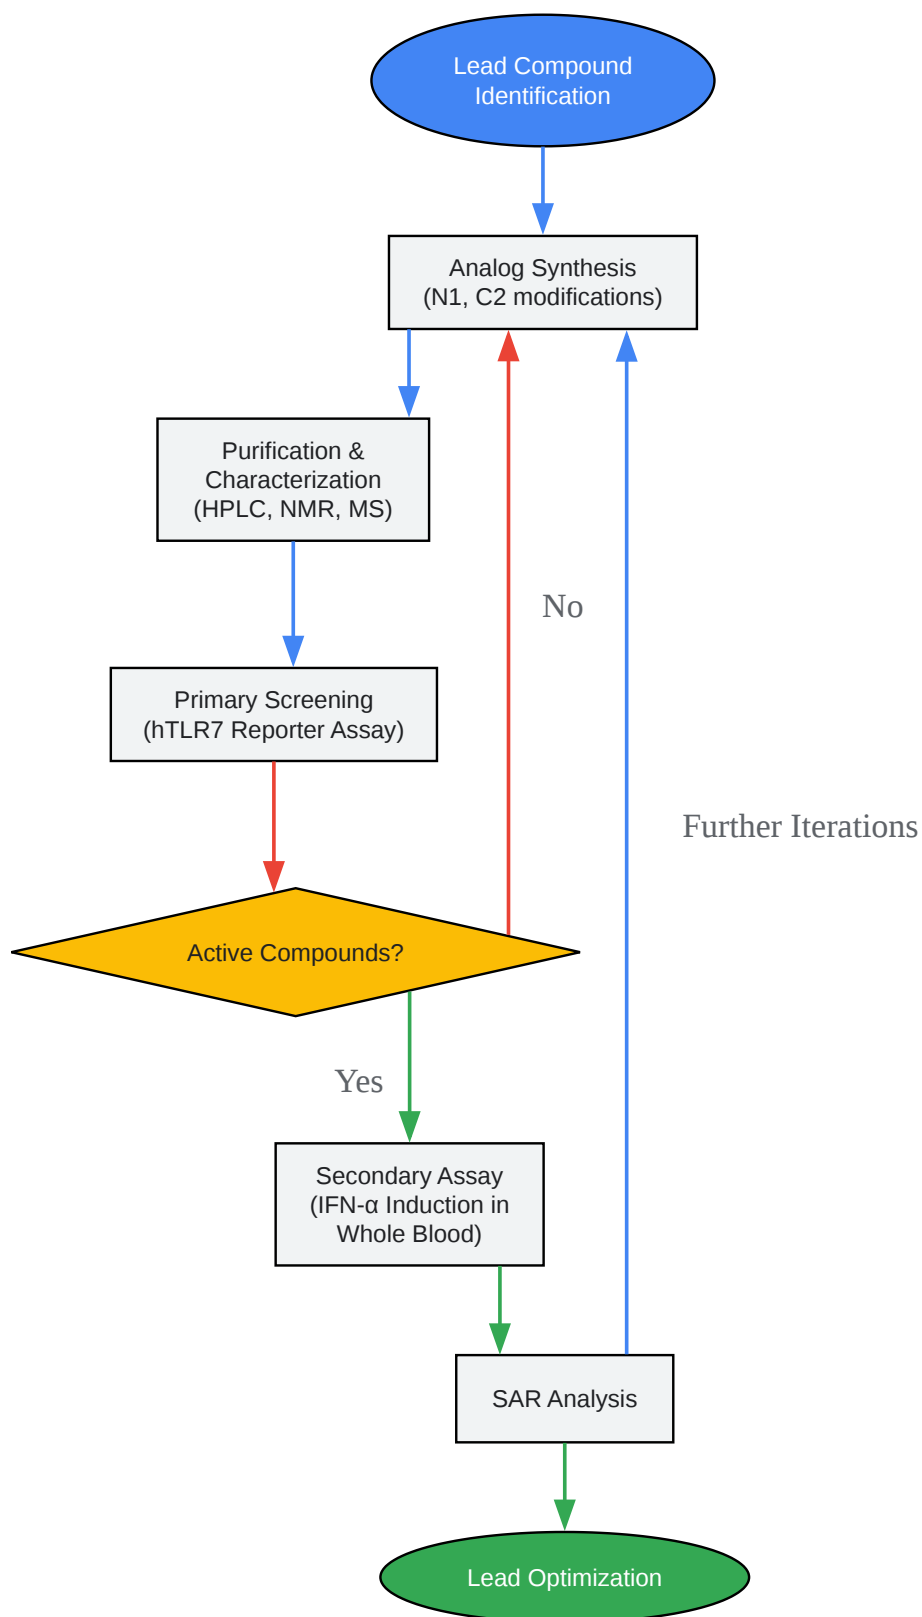 Lead Compound
Identification
Analog Synthesis
(N1, C2 modifications)
Purification &
Characterization
(HPLC, NMR, MS)
No
Primary Screening
(hTLR7 Reporter Assay)
Further Iterations
Active Compounds?
Yes
Secondary Assay
(IFN-α Induction in
Whole Blood)
SAR Analysis
Lead Optimization